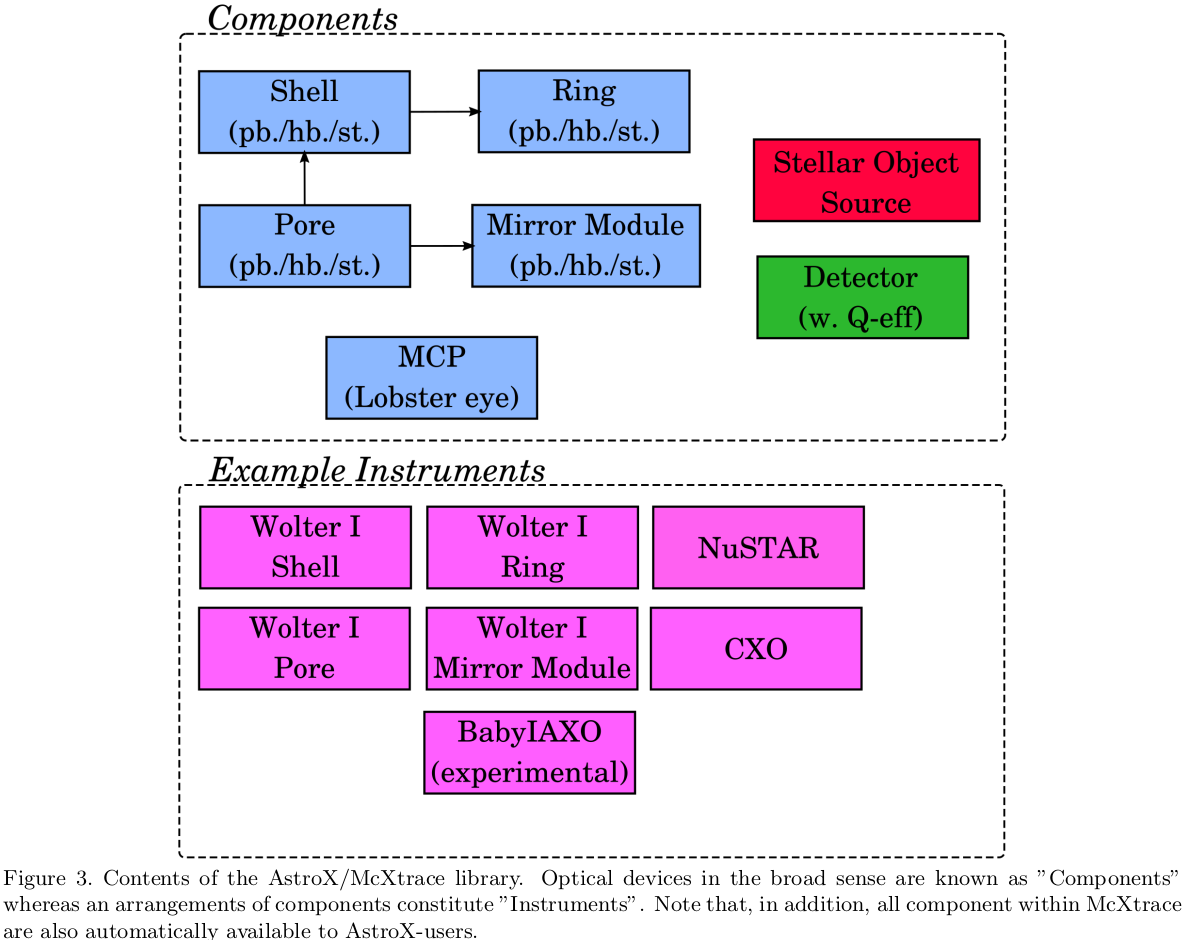 Components
Shell
(pb./hb./st.)
Ring
(pb./hb./st.)
Stellar Object
Source
Pore
(pb./hb./st.)
Mirror Module
(pb./hb./st.)
Detector
(w. Q-eff)
MCP
(Lobster eye)
Example Instruments
Wolter I
Shell
Wolter I
Ring
NuSTAR
Wolter I
Pore
Wolter I
Mirror Module
CXO
BabyIAXO
(experimental)
Figure 3. Contents of the AstroX/McXtrace library. Optical devices in the broad sense are known as "Components"
whereas an arrangements of components constitute "Instruments". Note that, in addition, all component within McXtrace
are also automatically available to AstroX-users.